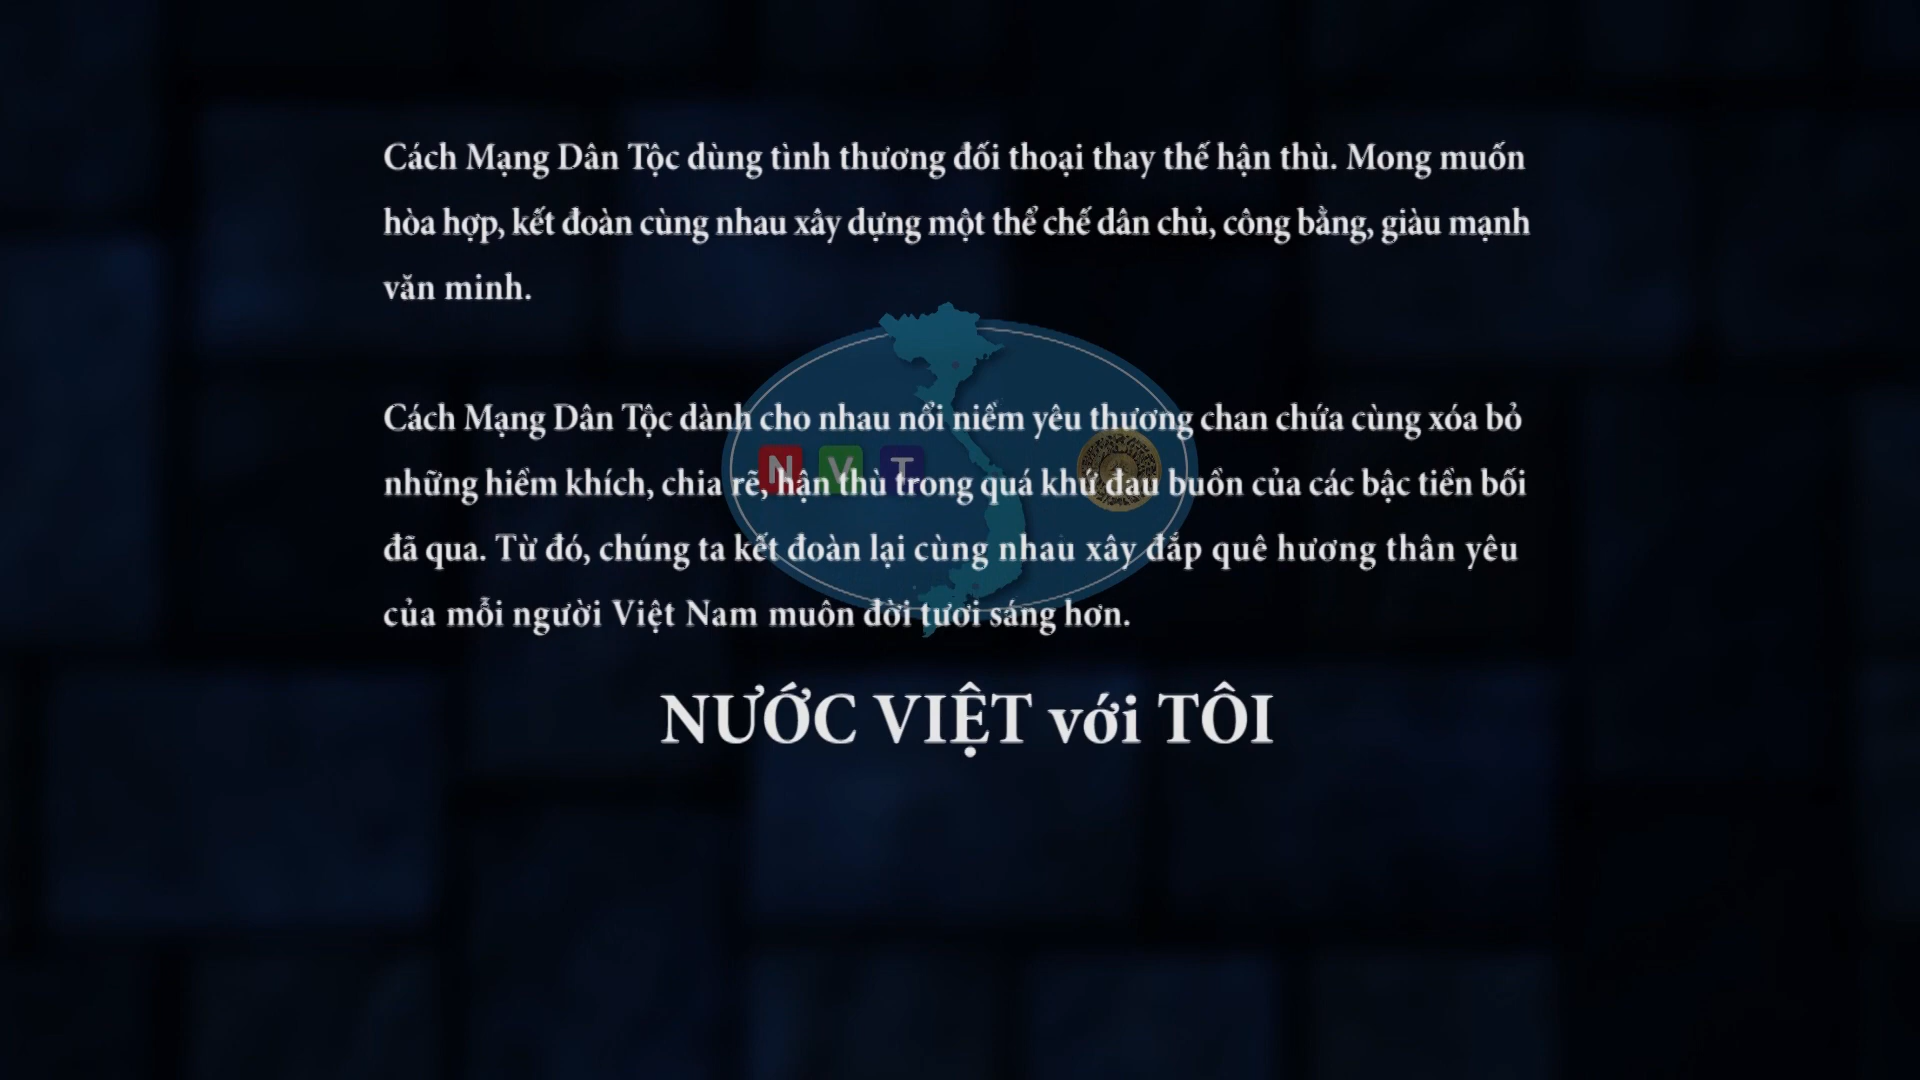 Cách Mạng Dân Tộc dùng tình thương đối thoại thay thế hận thù. Mong muốn
hòa hợp, kết đoàn cùng nhau xây dựng một thể chế dân chủ, công bằng, giàu mạnh
văn minh.
Cách Mạng Dân Tộc dành cho nhau nổi niềm yêu thương chan chứa cùng xóa bỏ
những hiềm khích, chia rẽ, hận thù trong quá khứ đau buồn của các bậc tiền bối
đã qua. Từ đó, chúng ta kết đoàn lại cùng nhau xây đắp quê hương thân yêu
của mỗi người Việt Nam muôn đời tươi sáng hơn.
N V T
NƯỚC VIỆT với TÔI